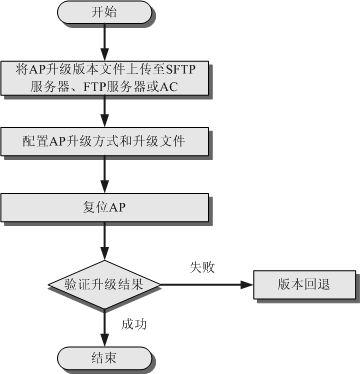 开始
将AP升级版本文件上传至SFTP
服务器、FTP服务器或AC
配置AP升级方式和升级文件
复位AP
验证升级结果
失败
版本回退
成功
结束